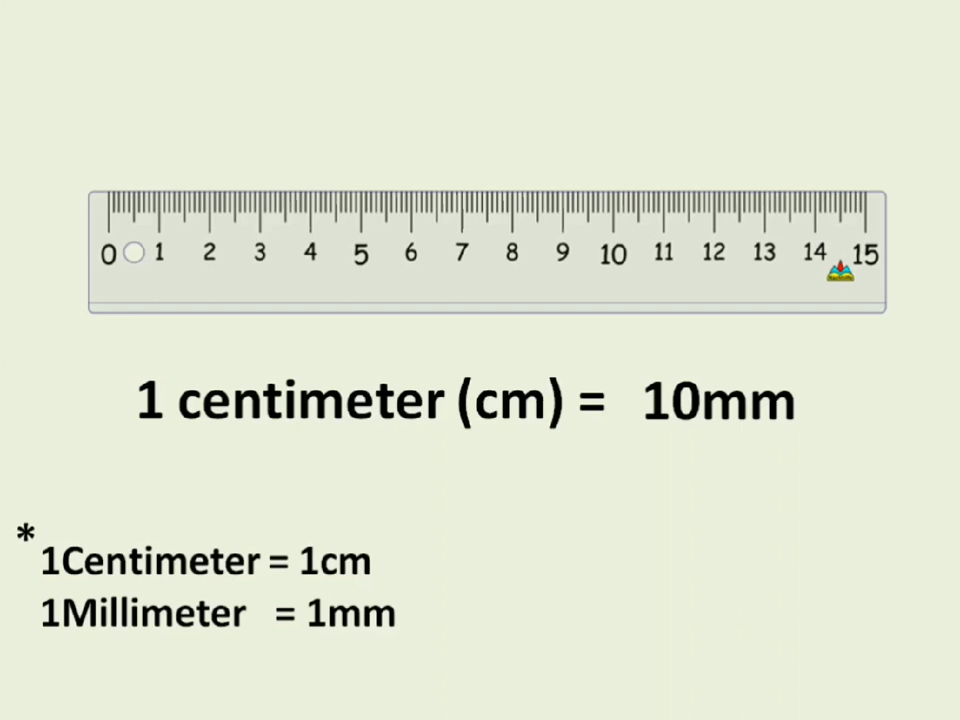 0 1 2 3 4 5 6 7 8 9 10 11 12 13 14 15
1 centimeter (cm) = 10mm
*
1Centimeter = 1cm
1Millimeter = 1mm